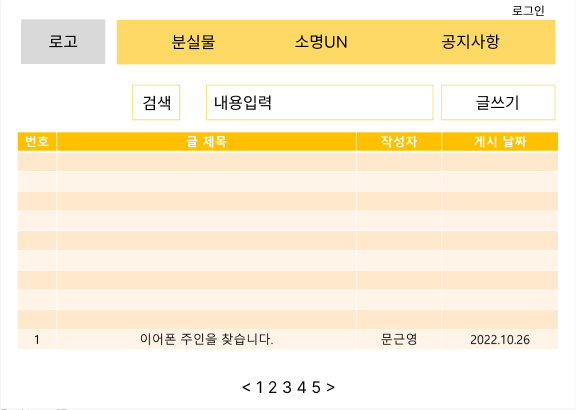 로그인
로고 분실물 소명UN 공지사항
검색 내용입력 글쓰기
번호 글 제목 작성자 게시 날짜
1 이어폰 주인을 찾습니다. 문근영 2022.10.26
< 1 2 3 4 5 >